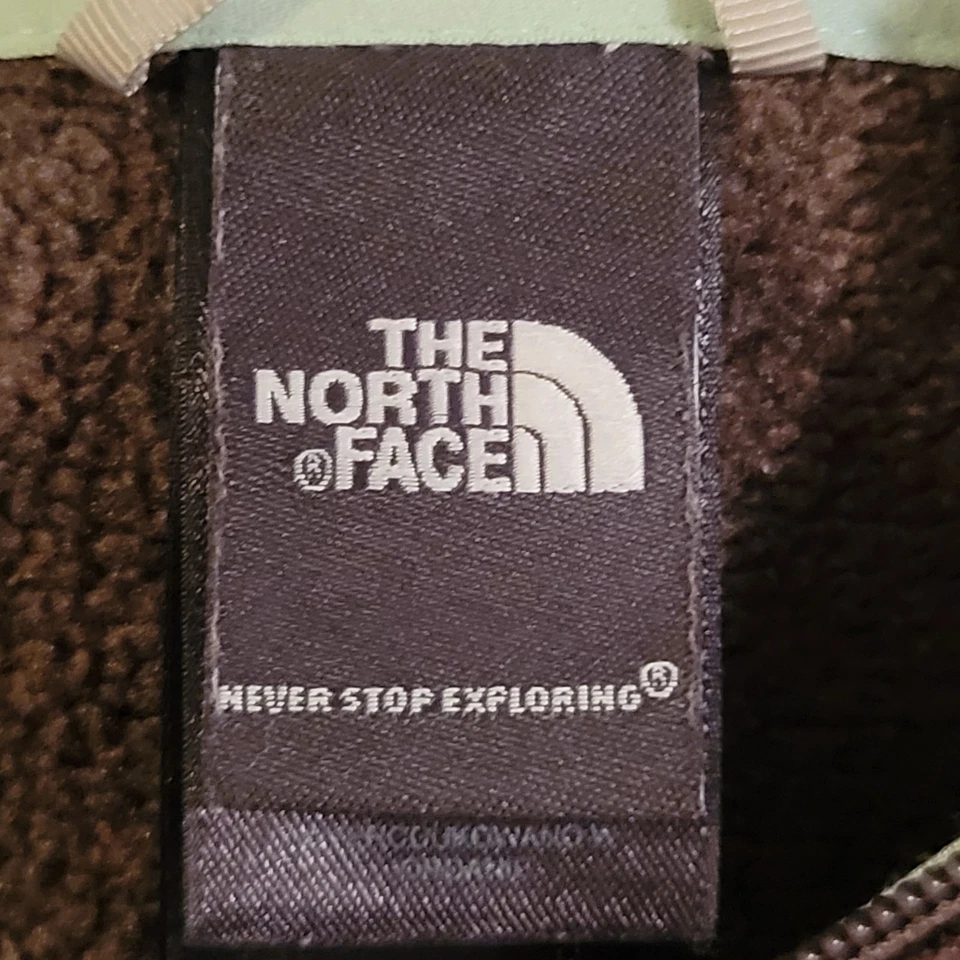 THE
NORTH
®FACE
NEVER STOP EXPLORING®